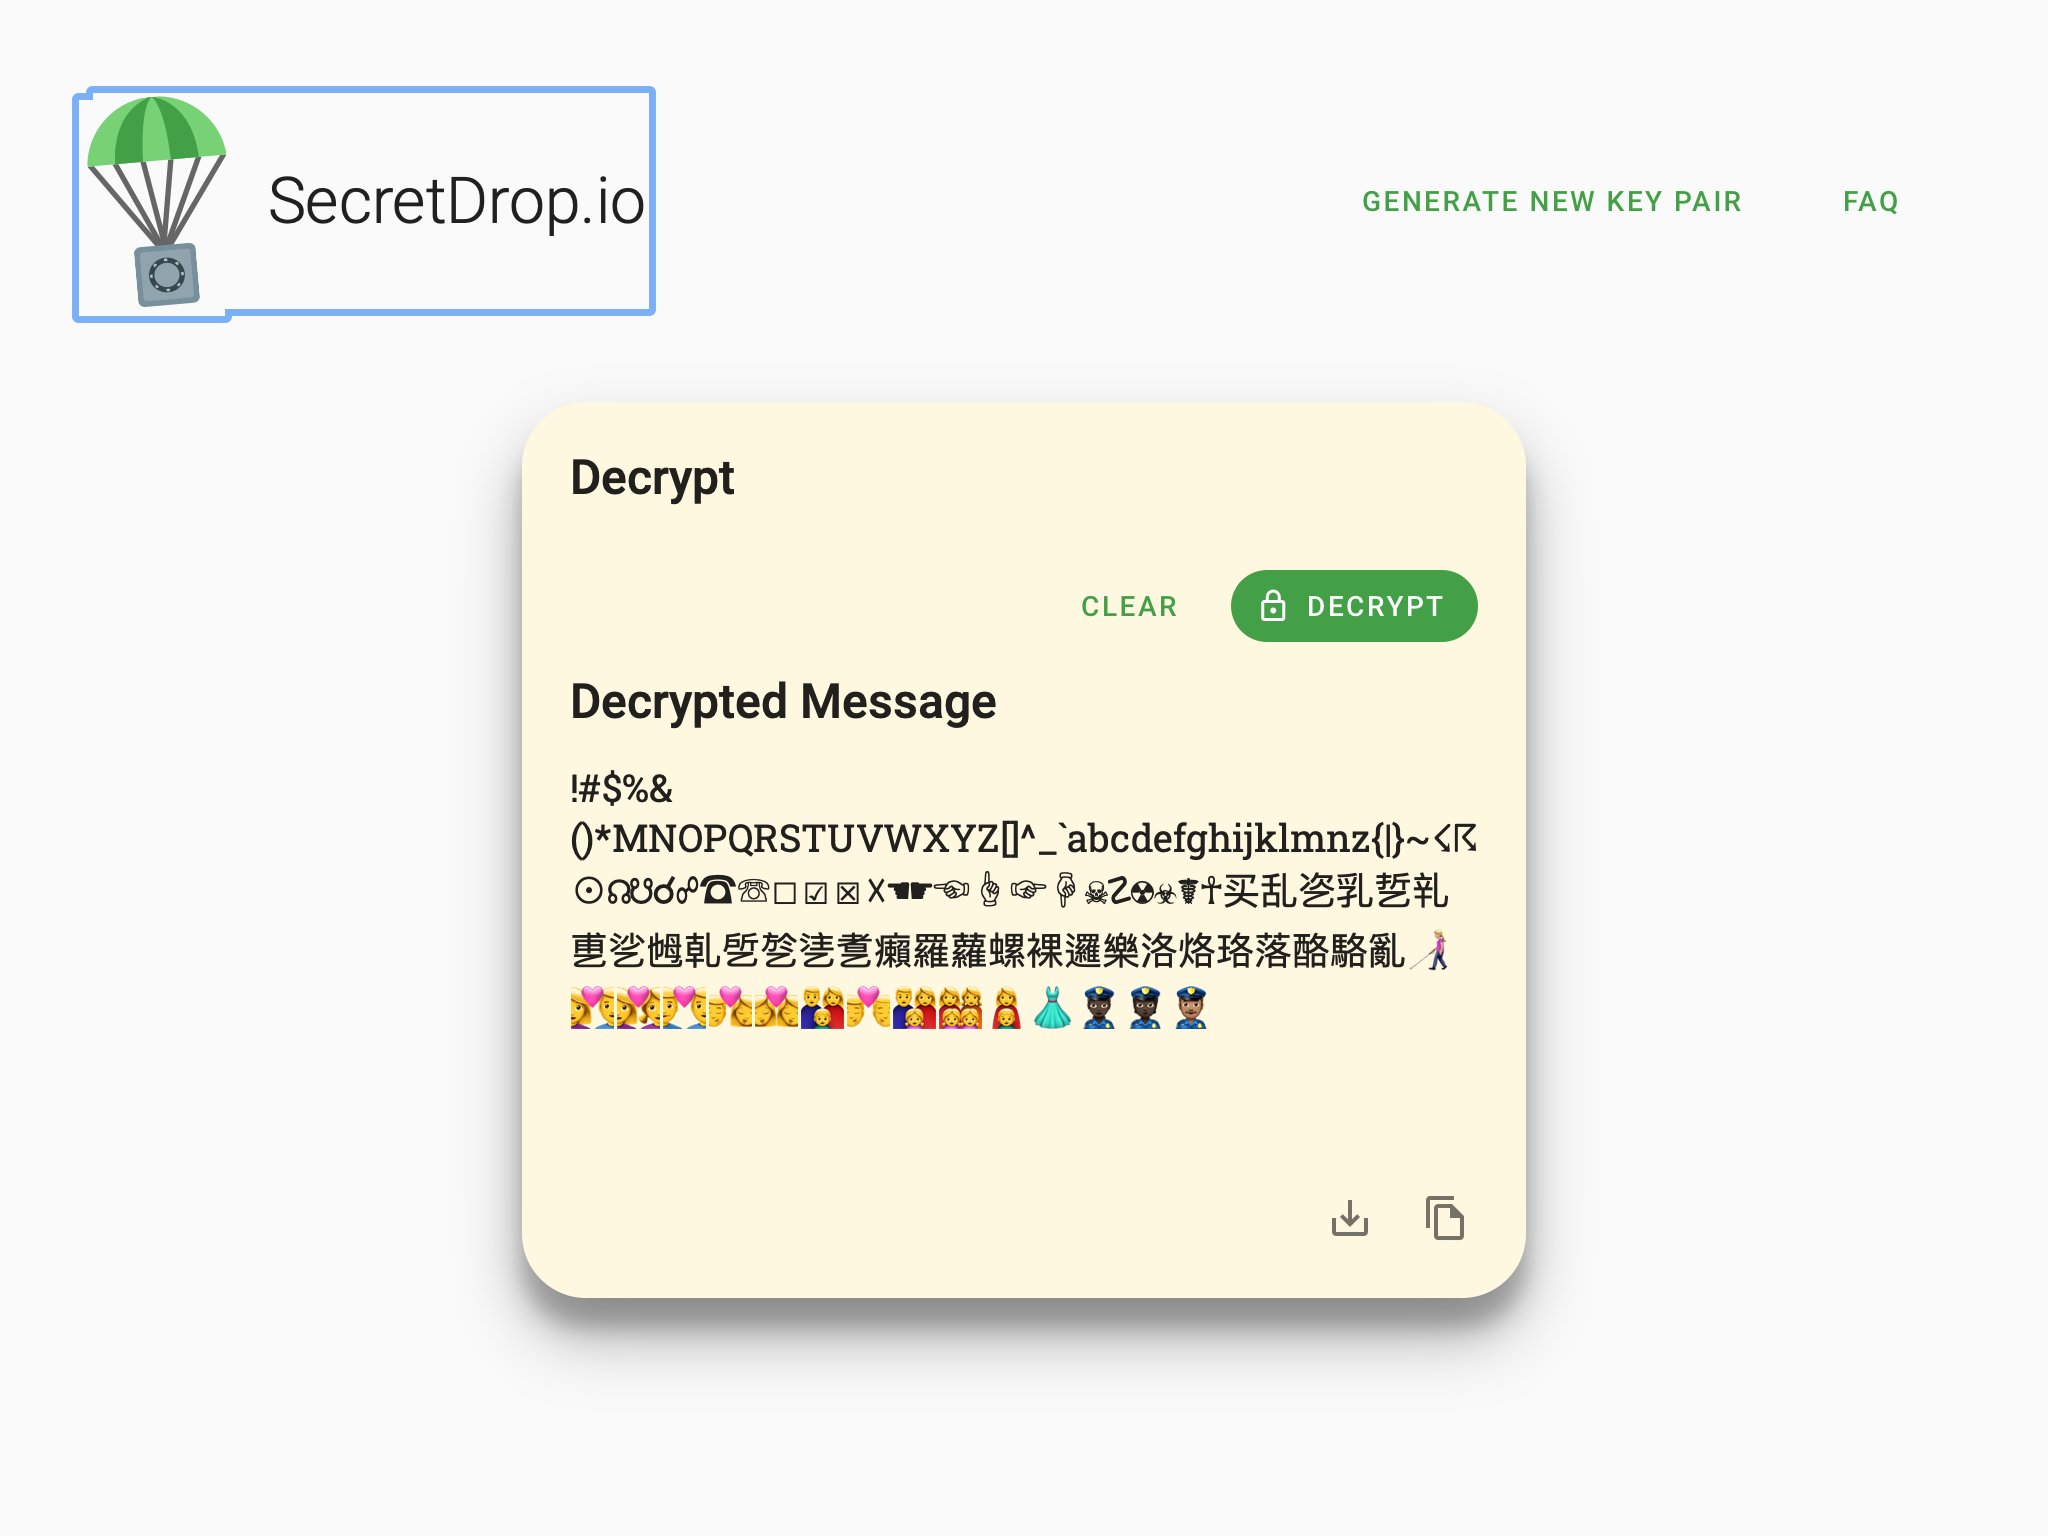 SecretDrop.io
GENERATE NEW KEY PAIR
FAQ
Decrypt
CLEAR
DECRYPT
Decrypted Message
!#$%&
()*MNOPQRSTUVWXYZ[]^_`abcdefghijklmnz{|}~☇☈
☉☊☋☌☍☎☏☐☑☒☓☚☛☜☝☞☟☠☡☢☣☤☥买乱乲乳乴乵
乶乷乸乹乺乻乼乽癩羅蘿螺裸邏樂洛烙珞落酪駱亂👩🏼‍🦯